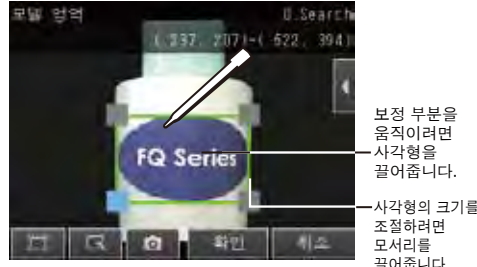 모델 영역
U.Search
( 237, 207)-( 622, 394)
FQ Series
보정 부분을
움직이려면
사각형을
끌어줍니다.
사각형의 크기를
조절하려면
모서리를
끌어줍니다
확인
취소